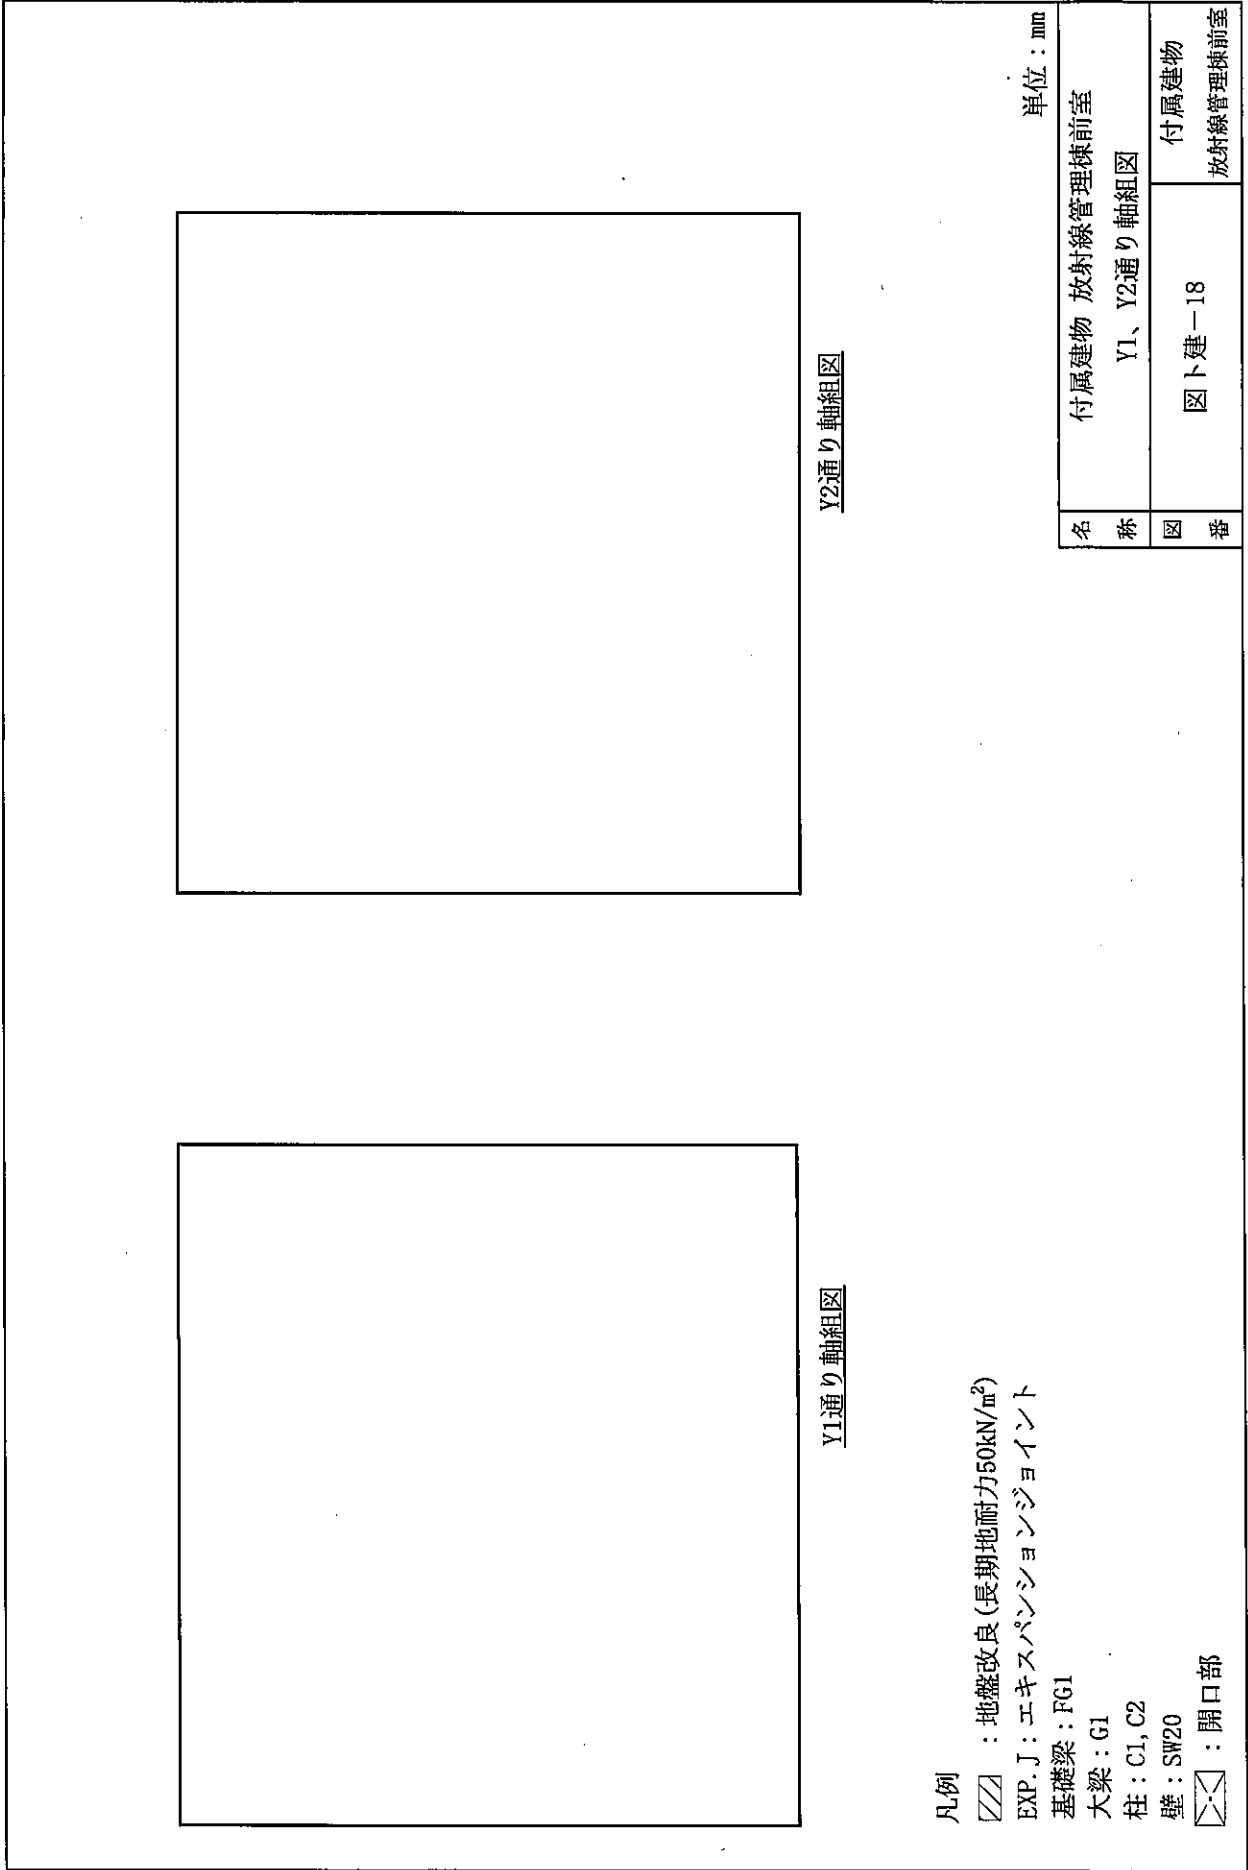 Y1通り軸組図
Y2通り軸組図
凡例
：地盤改良(長期地耐力50kN/m²)
EXP.J：エキスパンションジョイント
基礎梁：FG1
大梁：G1
柱：C1,C2
壁：SW20
：開口部
単位：mm
名称
付属建物 放射線管理棟前室
Y1、Y2通り軸組図
図番
図ト建－18
付属建物
放射線管理棟前室